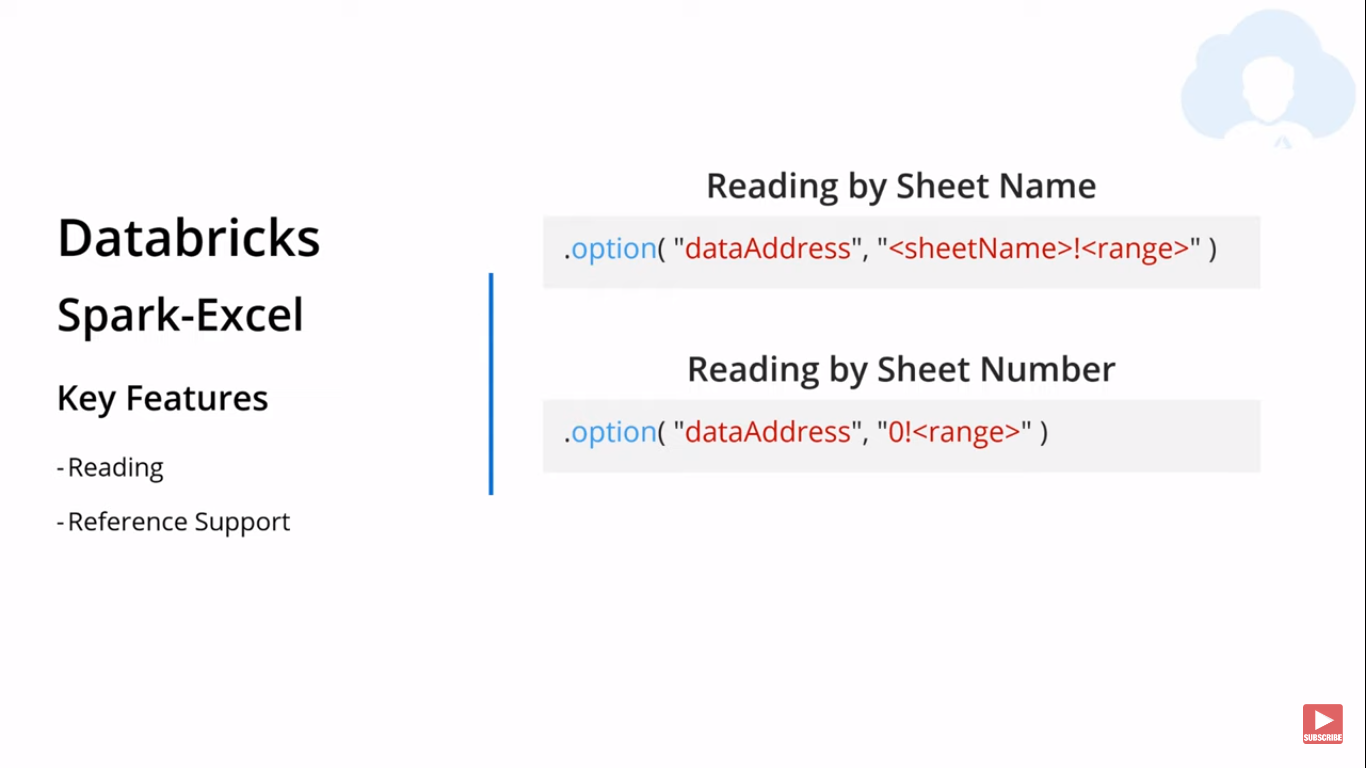 Databricks
Spark-Excel
Key Features
-Reading
-Reference Support
Reading by Sheet Name
.option( "dataAddress", "<sheetName>!<range>" )
Reading by Sheet Number
.option( "dataAddress", "0!<range>" )
SUBSCRIBE